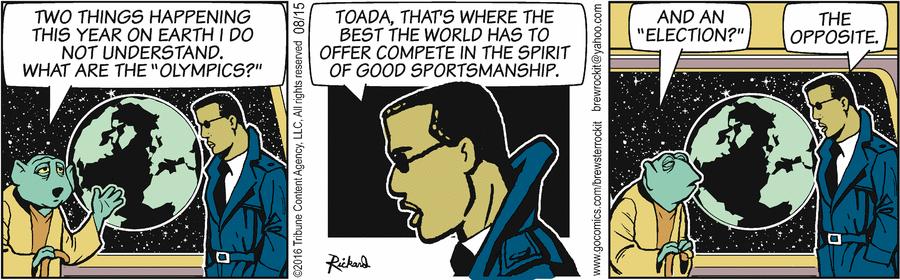 TWO THINGS HAPPENING
THIS YEAR ON EARTH I DO
NOT UNDERSTAND.
WHAT ARE THE "OLYMPICS?"
©2016 Tribune Content Agency, LLC. All rights reserved 08/15
TOADA, THAT'S WHERE THE
BEST THE WORLD HAS TO
OFFER COMPETE IN THE SPIRIT
OF GOOD SPORTSMANSHIP.
Rickard
www.gocomics.com/brewsterrockit brewrockit@yahoo.com
AND AN
"ELECTION?"
THE
OPPOSITE.